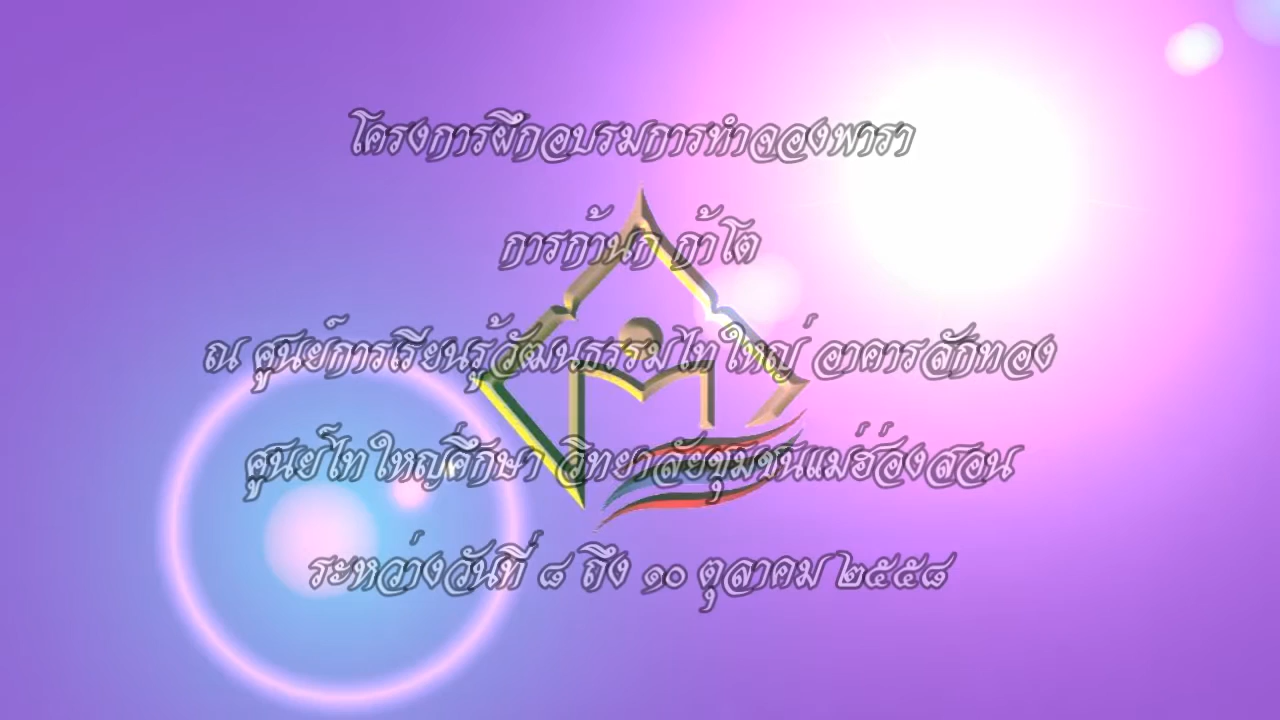 โครงการฝึกอบรมการทำจองพารา
การก้านก ก้าโต
ณ ศูนย์การเรียนรู้วัฒนธรรมไทใหญ่ อาคารสักทอง
ศูนย์ไทใหญ่ศึกษา วิทยาลัยชุมชนแม่ฮ่องสอน
ระหว่างวันที่ ๘ ถึง ๑๐ ตุลาคม ๒๕๕๘